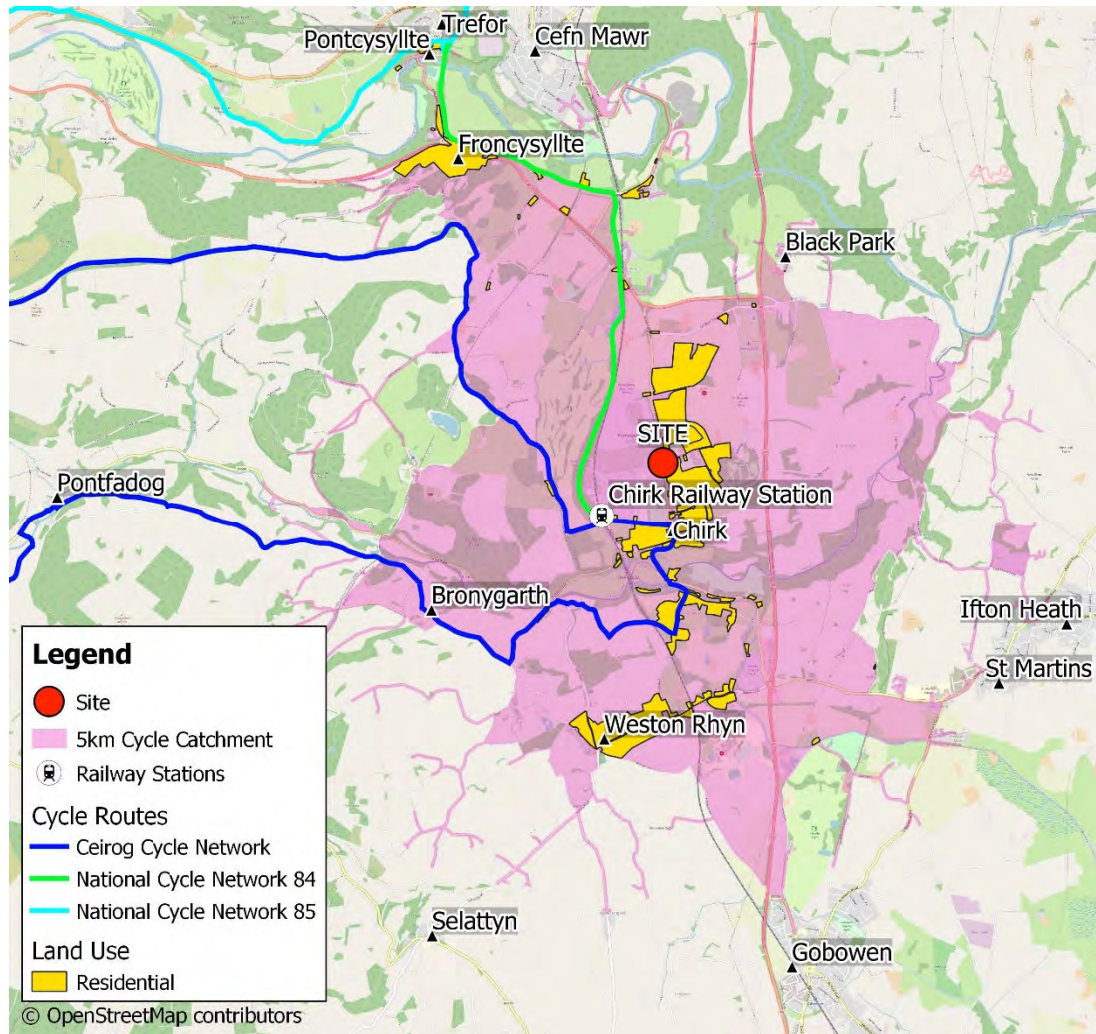 Trefor
Pontcysyllte
Cefn Mawr
Froncysyllte
Black Park
SITE
Pontfadog
Chirk Railway Station
Chirk
Bronygarth
Ifton Heath
St Martins
Weston Rhyn
Selattyn
Gobowen
Legend
Site
5km Cycle Catchment
Railway Stations
Cycle Routes
Ceirog Cycle Network
National Cycle Network 84
National Cycle Network 85
Land Use
Residential
© OpenStreetMap contributors